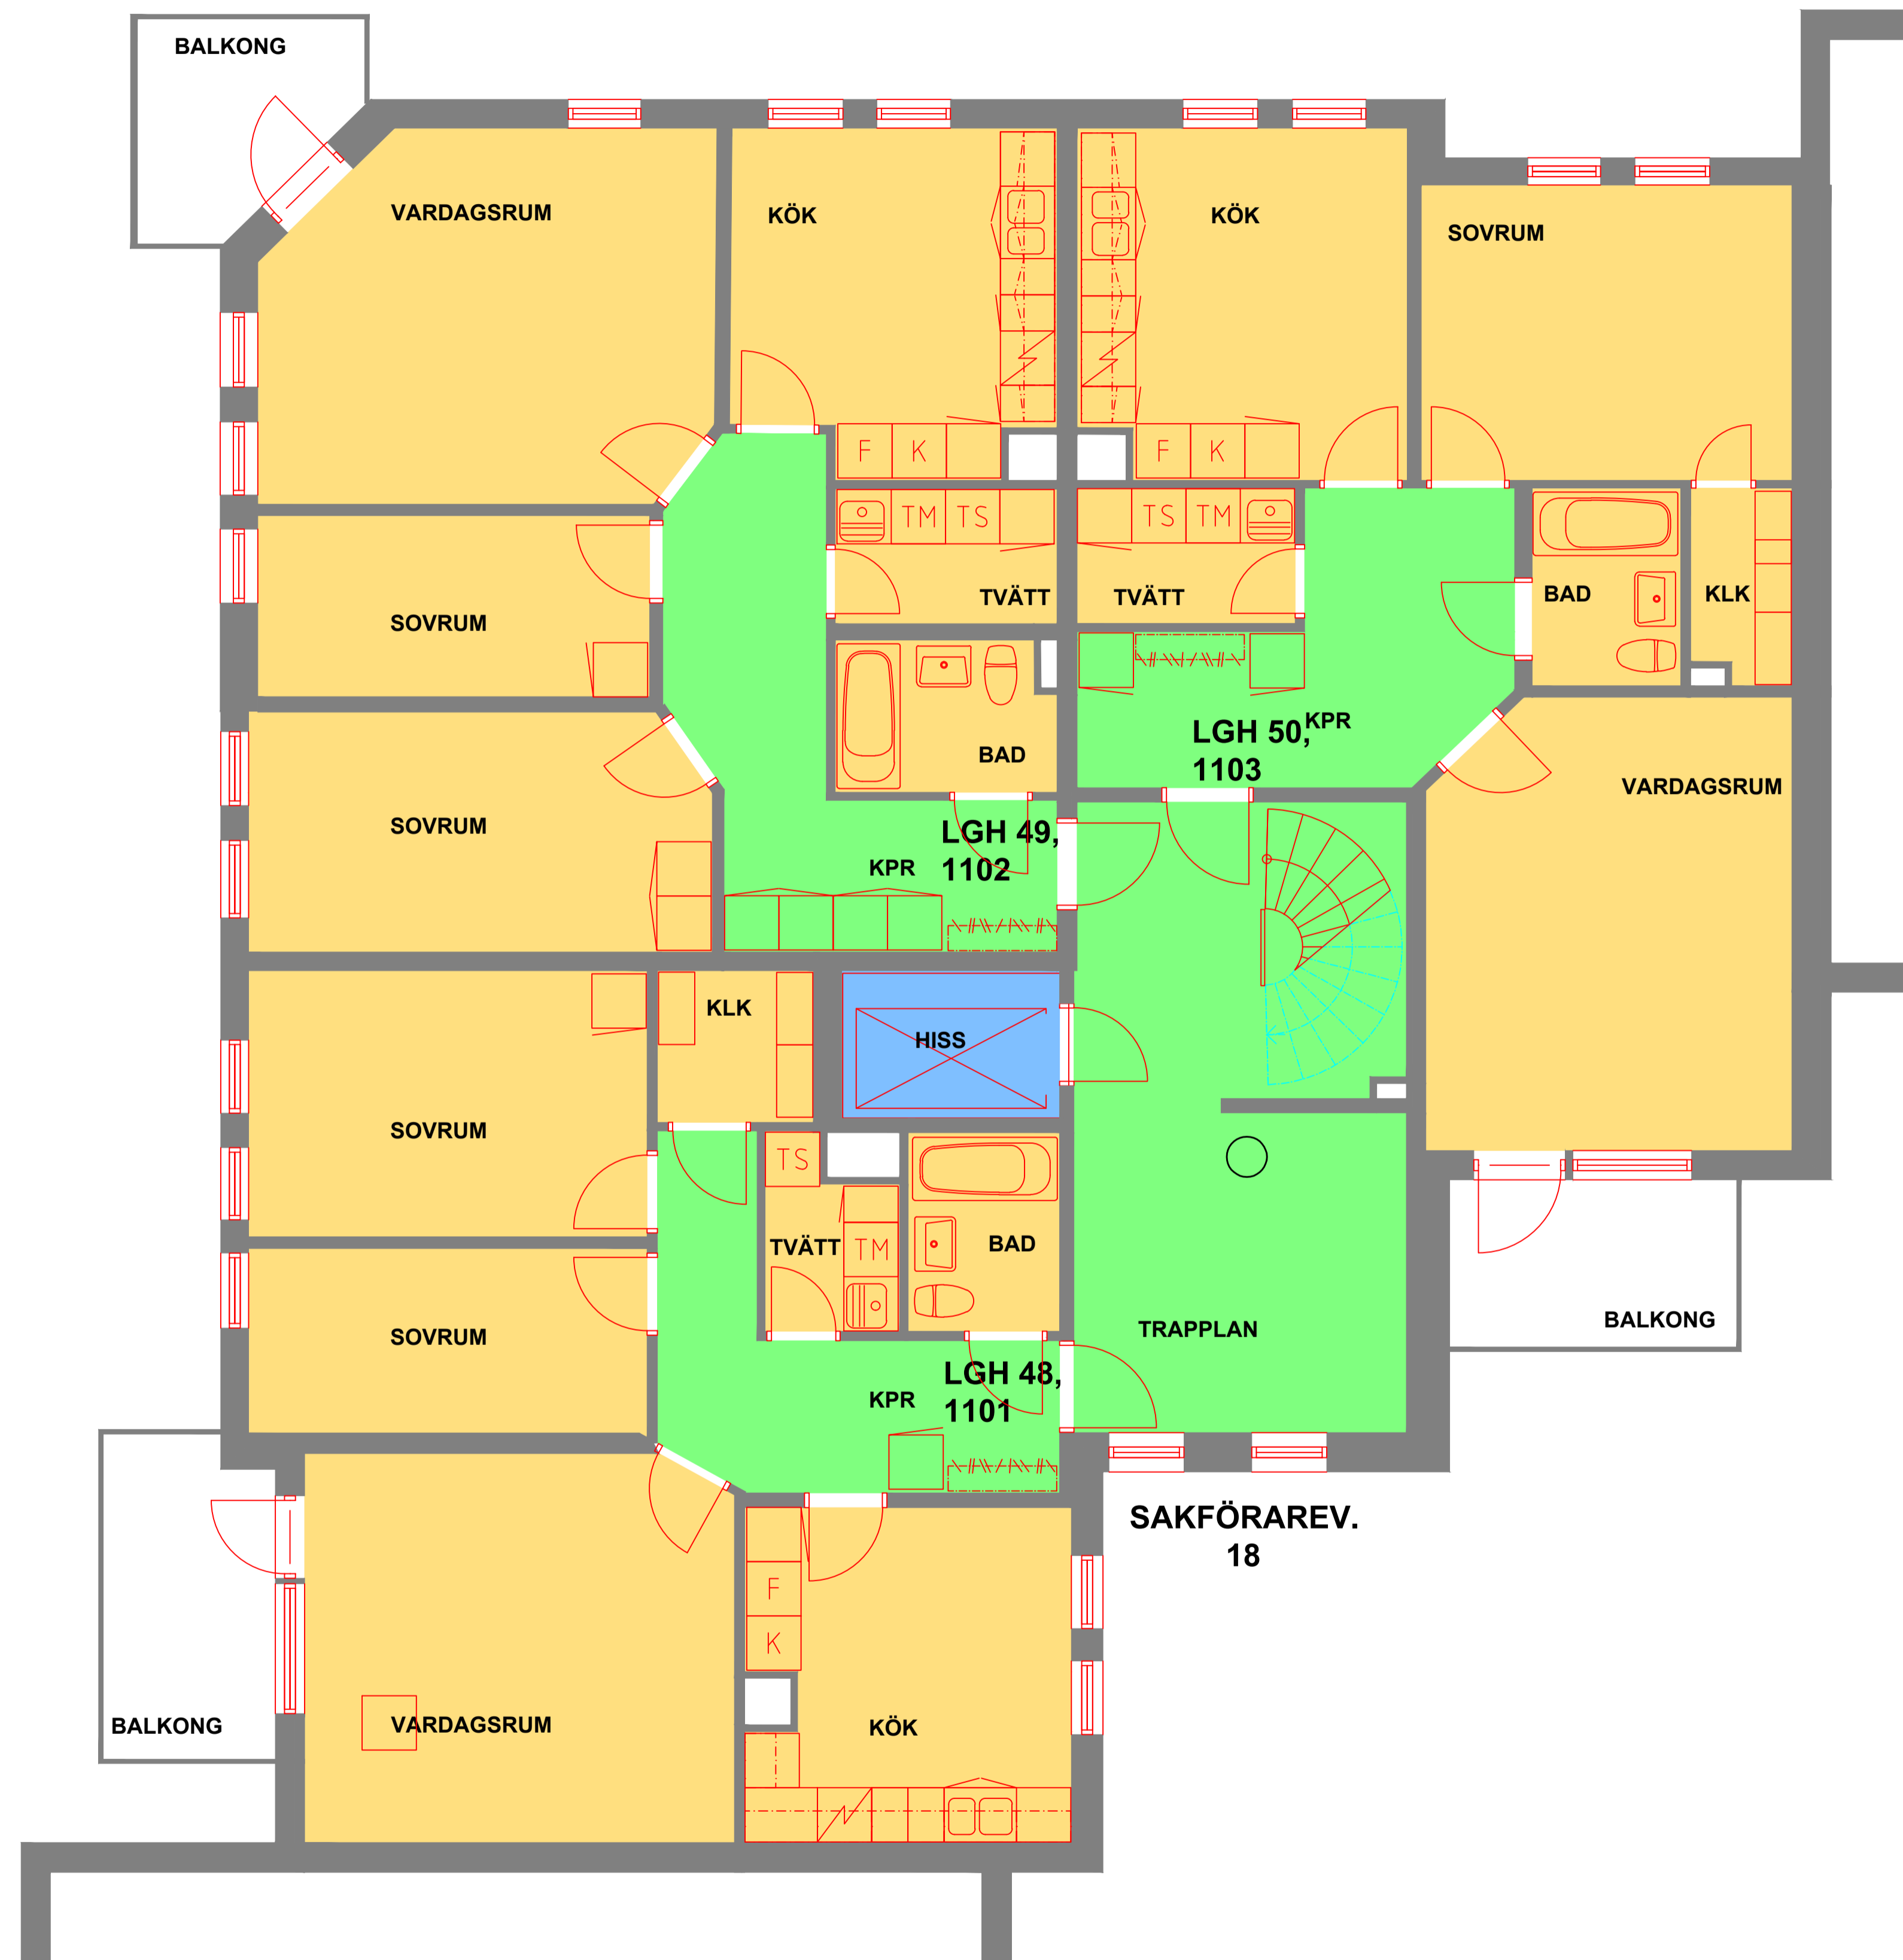 BALKONG
VARDAGSRUM
KÖK
KÖK
SOVRUM
F
K
F
K
TM
TS
TS
TM
TVÄTT
TVÄTT
BAD
KLK
SOVRUM
BAD
LGH 50,
1103
KPR
VARDAGSRUM
SOVRUM
LGH 49,
1102
KPR
KLK
HISS
SOVRUM
TS
TVÄTT
TM
BAD
SOVRUM
TRAPPLAN
BALKONG
LGH 48,
1101
KPR
SAKFÖRAREV.
18
F
K
BALKONG
VARDAGSRUM
KÖK